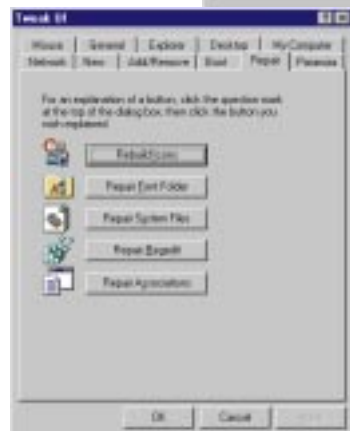 Tweak UI
Mouse General Explorer Desktop My Computer
Network New Add/Remove Boot Repair Paranoia
For an explanation of a button, click the question mark
at the top of the dialog box, then click the button you
wish explained.
Rebuild Icons
Repair Font Folder
Repair System Files
Repair Regedit
Repair Associations
OK Cancel